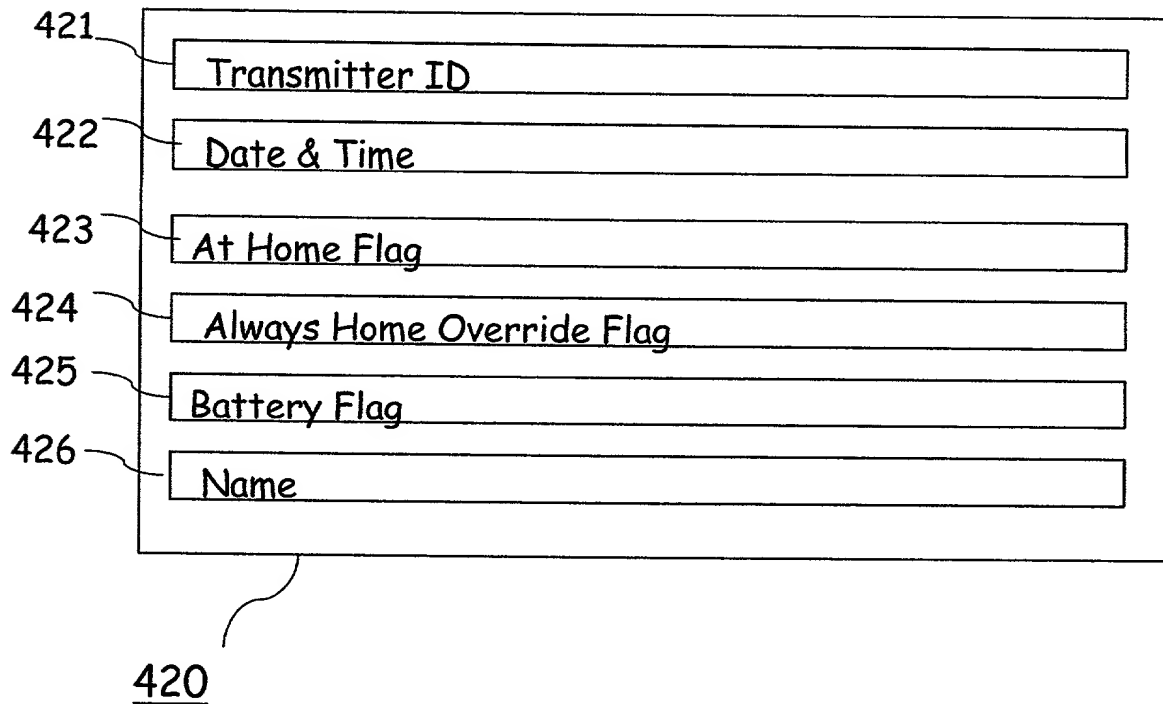 421 Transmitter ID
422 Date & Time
423 At Home Flag
424 Always Home Override Flag
425 Battery Flag
426 Name
420